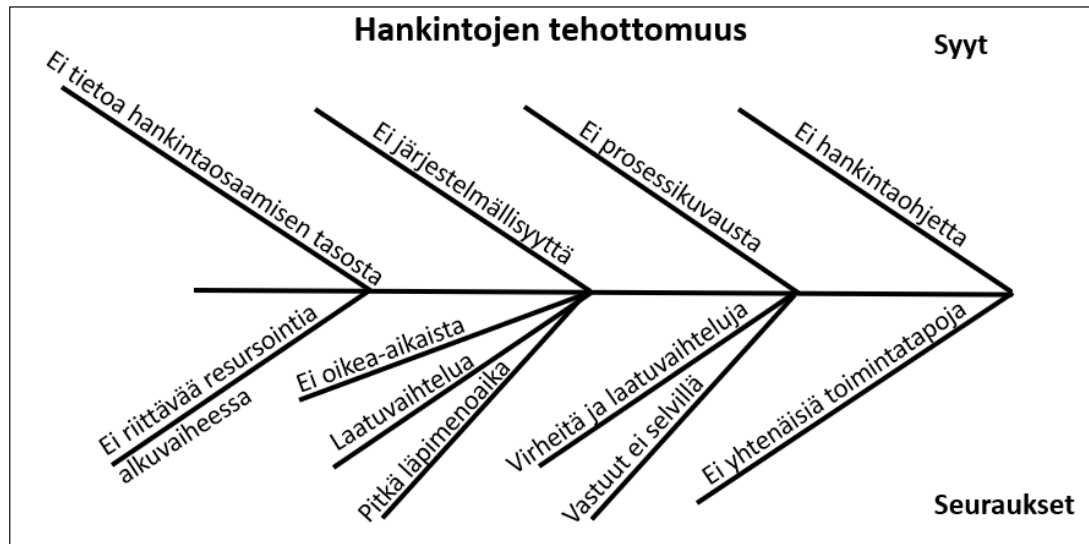 Hankintojen tehottomuus
Syyt
Ei tietoa hankintaosaamisen tasosta
Ei järjestelmällisyyttä
Ei prosessikuvausta
Ei hankintaohjetta
Ei riittävää resursointia
alkuvaiheessa
Ei oikea-aikaista
Laatuvaihtelua
Pitkä läpimenoaika
Virheitä ja laatuvaihteluja
Vastuut ei selvillä
Ei yhtenäisiä toimintatapoja
Seuraukset